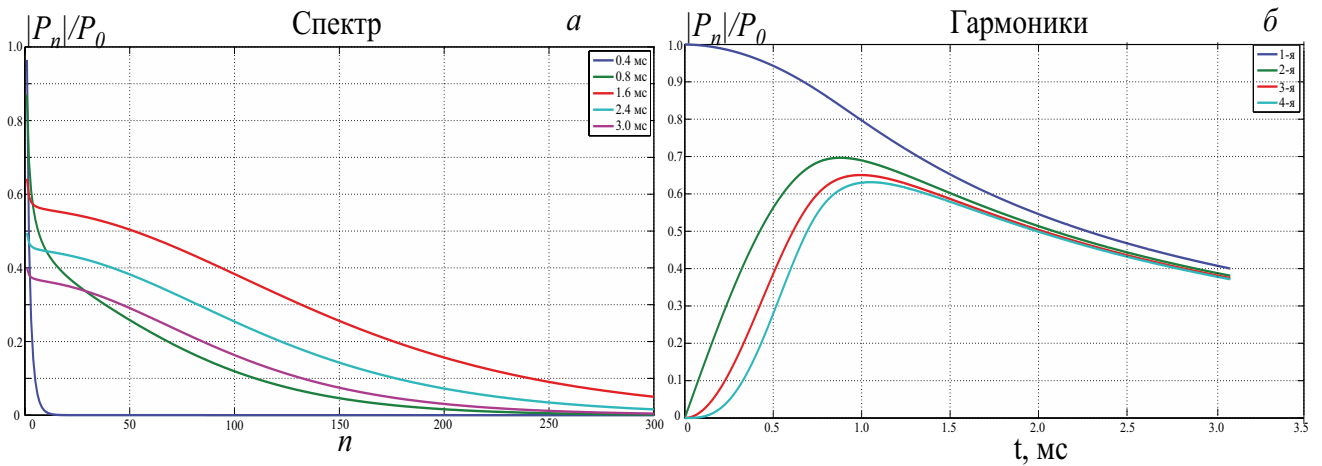 |Pn|/P0 Спектр а
1.0
0.8
0.6
0.4
0.2
0
0 50 100 150 200 250 300
n
0.4 мс
0.8 мс
1.6 мс
2.4 мс
3.0 мс
|Pn|/P0 Гармоники б
1.0
0.9
0.8
0.7
0.6
0.5
0.4
0.3
0.2
0.1
0
0 0.5 1.0 1.5 2.0 2.5 3.0 3.5
t, мс
1-я
2-я
3-я
4-я